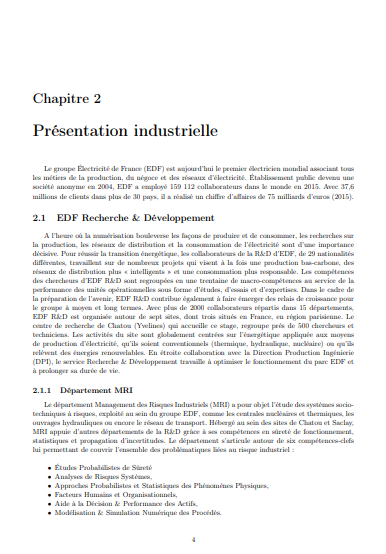 Chapitre 2
Présentation industrielle
Le groupe Électricité de France (EDF) est aujourd'hui le premier électricien mondial associant tous
les métiers de la production, du négoce et des réseaux d'électricité. Établissement public devenu une
société anonyme en 2004, EDF a employé 159 112 collaborateurs dans le monde en 2015. Avec 37,6
millions de clients dans plus de 30 pays, il a réalisé un chiffre d'affaires de 75 milliards d'euros (2015).
2.1 EDF Recherche & Développement
A l'heure où la numérisation bouleverse les façons de produire et de consommer, les recherches sur
la production, les réseaux de distribution et la consommation de l'électricité sont d'une importance
décisive. Pour réussir la transition énergétique, les collaborateurs de la R&D d'EDF, de 29 nationalités
différentes, travaillent sur de nombreux projets qui visent à la fois une production bas-carbone, des
réseaux de distribution plus « intelligents » et une consommation plus responsable. Les compétences
des chercheurs d'EDF R&D sont regroupées en une trentaine de macro-compétences au service de la
performance des unités opérationnelles sous forme d'études, d'essais et d'expertises. Dans le cadre de
la préparation de l'avenir, EDF R&D contribue également à faire émerger des relais de croissance pour
le groupe à moyen et long termes. Avec plus de 2000 collaborateurs répartis dans 15 départements,
EDF R&D est organisée autour de sept sites, dont trois situés en France, en région parisienne. Le
centre de recherche de Chatou (Yvelines) qui accueille ce stage, regroupe près de 500 chercheurs et
techniciens. Les activités du site sont globalement centrées sur l'énergétique appliquée aux moyens
de production d'électricité, qu'ils soient conventionnels (thermique, hydraulique, nucléaire) ou qu'ils
relèvent des énergies renouvelables. En étroite collaboration avec la Direction Production Ingénierie
(DPI), le service Recherche & Développement travaille à optimiser le fonctionnement du parc EDF et
à prolonger sa durée de vie.
2.1.1 Département MRI
Le département Management des Risques Industriels (MRI) a pour objet l'étude des systèmes socio-
techniques à risques, exploité au sein du groupe EDF, comme les centrales nucléaires et thermiques, les
ouvrages hydrauliques ou encore le réseau de transport. Hébergé au sein des sites de Chatou et Saclay,
MRI appuie d'autres départements de la R&D grâce à ses compétences en sûreté de fonctionnement,
statistiques et propagation d'incertitudes. Le département s'articule autour de six compétences-clefs
lui permettant de couvrir l'ensemble des problématiques liées au risque industriel :
• Études Probabilistes de Sûreté
• Analyses de Risques Systèmes,
• Approches Probabilistes et Statistiques des Phénomènes Physiques,
• Facteurs Humains et Organisationnels,
• Aide à la Décision & Performance des Actifs,
• Modélisation & Simulation Numérique des Procédés.
4